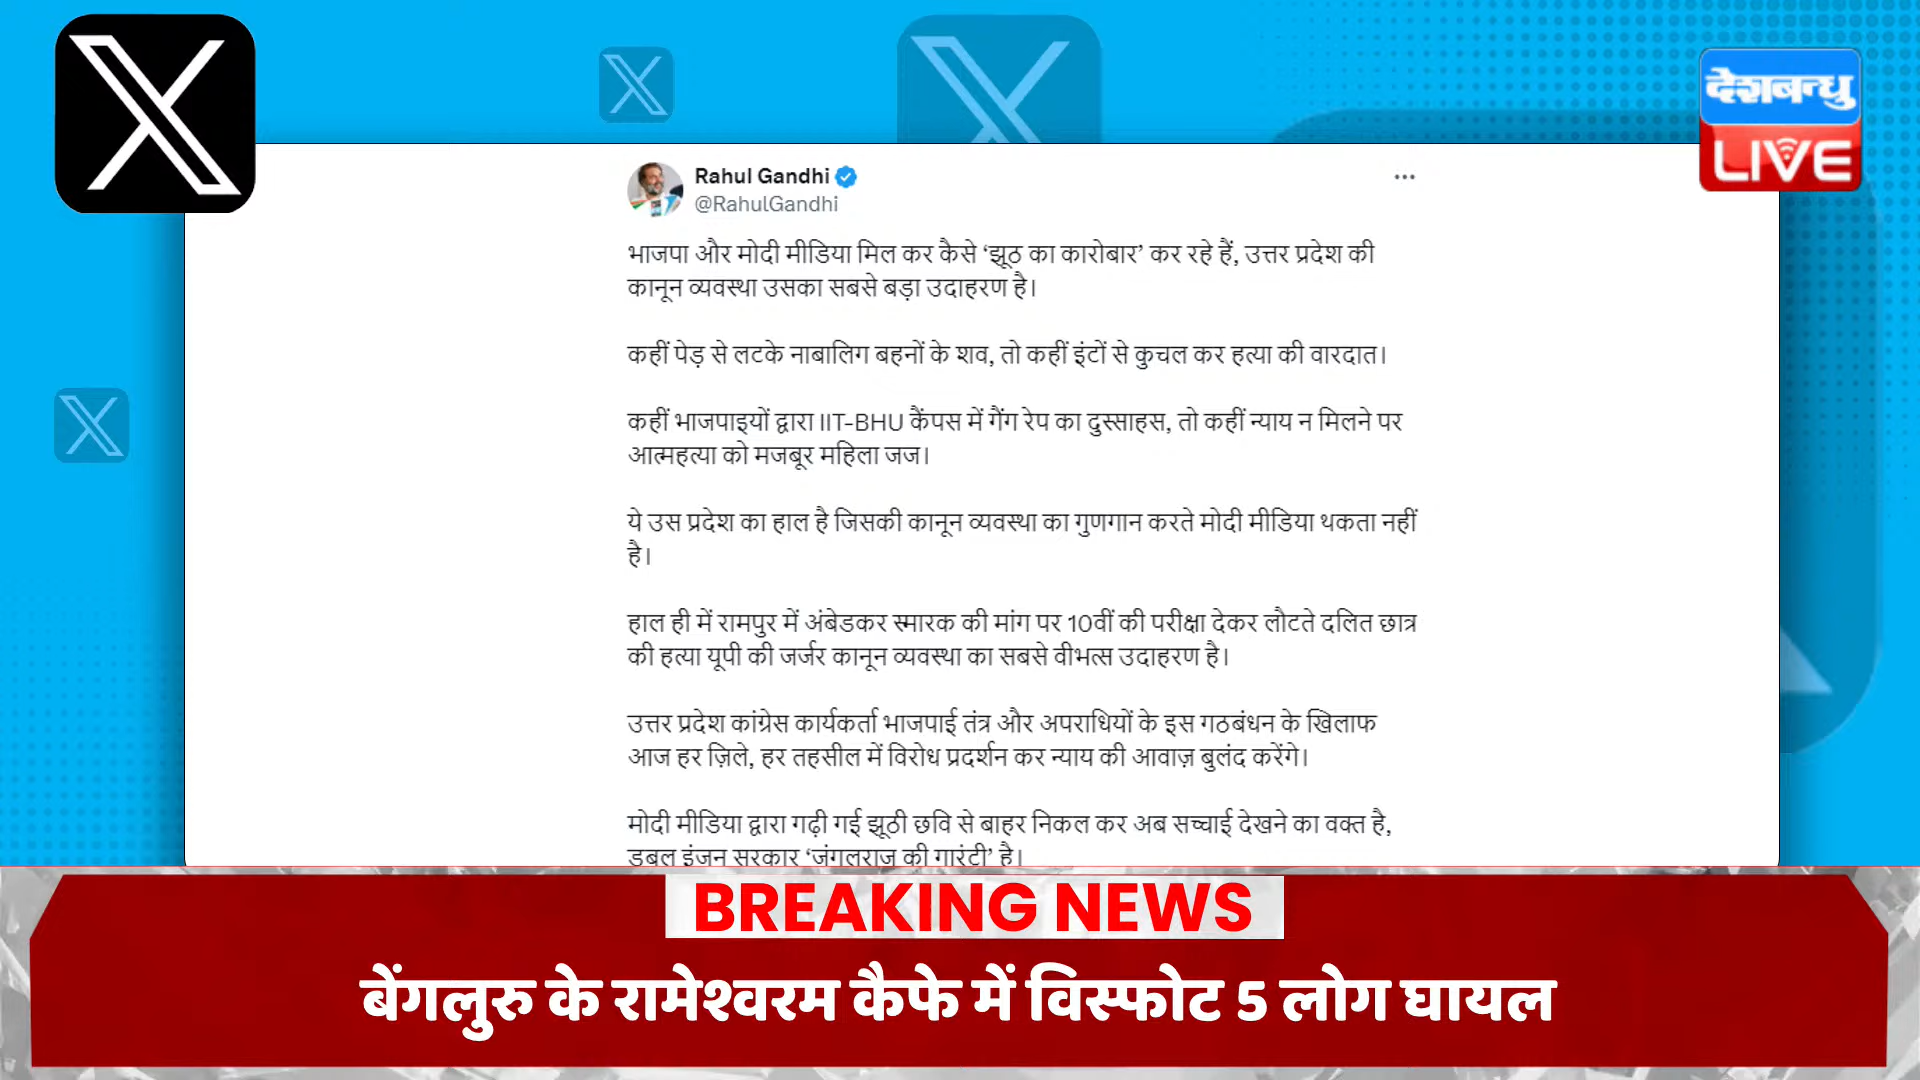 देशबन्धु
LIVE
Rahul Gandhi
@RahulGandhi
भाजपा और मोदी मीडिया मिल कर कैसे ‘झूठ का कारोबार’ कर रहे हैं, उत्तर प्रदेश की
कानून व्यवस्था उसका सबसे बड़ा उदाहरण है।
कहीं पेड़ से लटके नाबालिग बहनों के शव, तो कहीं इंटों से कुचल कर हत्या की वारदात।
कहीं भाजपाइयों द्वारा IIT-BHU कैंपस में गैंग रेप का दुस्साहस, तो कहीं न्याय न मिलने पर
आत्महत्या को मजबूर महिला जज।
ये उस प्रदेश का हाल है जिसकी कानून व्यवस्था का गुणगान करते मोदी मीडिया थकता नहीं
है।
हाल ही में रामपुर में अंबेडकर स्मारक की मांग पर 10वीं की परीक्षा देकर लौटते दलित छात्र
की हत्या यूपी की जर्जर कानून व्यवस्था का सबसे वीभत्स उदाहरण है।
उत्तर प्रदेश कांग्रेस कार्यकर्ता भाजपाई तंत्र और अपराधियों के इस गठबंधन के खिलाफ
आज हर ज़िले, हर तहसील में विरोध प्रदर्शन कर न्याय की आवाज़ बुलंद करेंगे।
मोदी मीडिया द्वारा गढ़ी गई झूठी छवि से बाहर निकल कर अब सच्चाई देखने का वक्त है,
डबल इंजन सरकार ‘जंगलराज की गारंटी’ है।
BREAKING NEWS
बेंगलुरु के रामेश्वरम कैफे में विस्फोट 5 लोग घायल